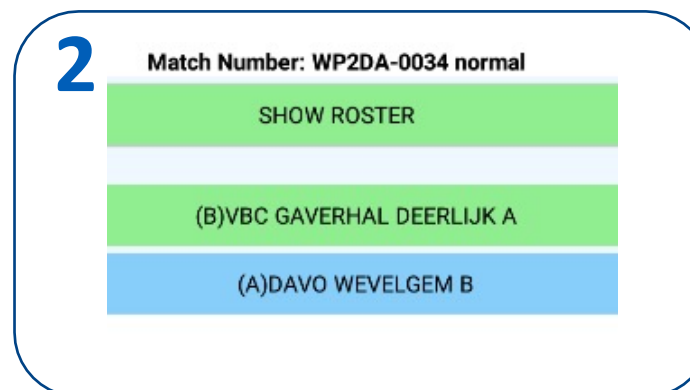 2
Match Number: WP2DA-0034 normal
SHOW ROSTER
(B)VBC GAVERHAL DEERLIJK A
(A)DAVO WEVELGEM B